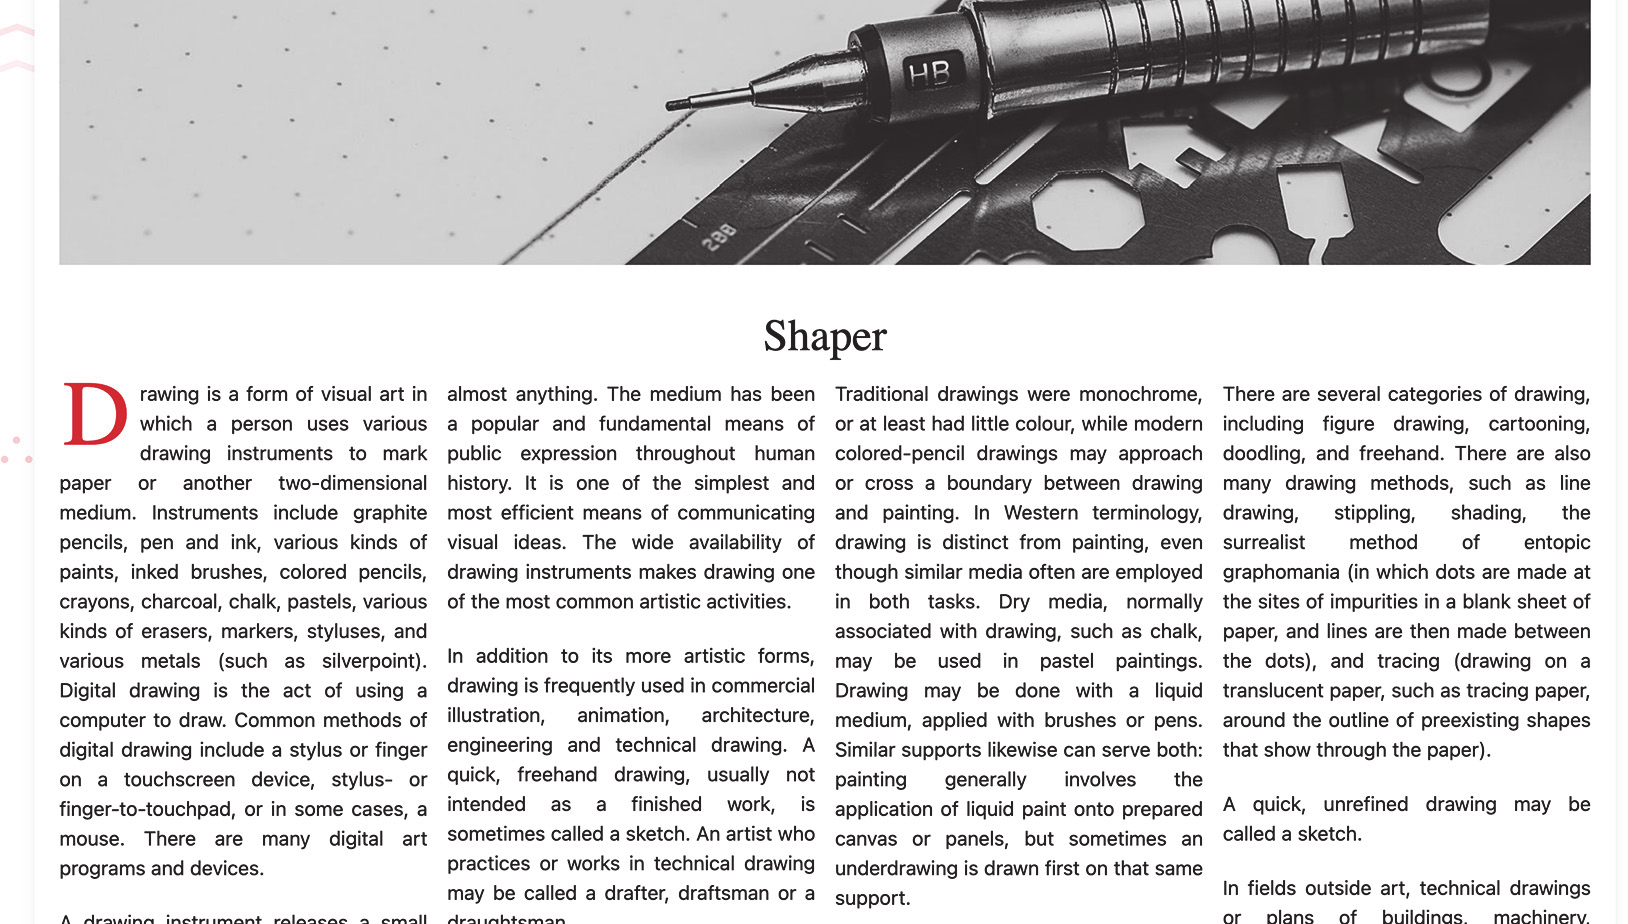 HB
200
Shaper
Drawing is a form of visual art in
which a person uses various
drawing instruments to mark
paper or another two-dimensional
medium. Instruments include graphite
pencils, pen and ink, various kinds of
paints, inked brushes, colored pencils,
crayons, charcoal, chalk, pastels, various
kinds of erasers, markers, styluses, and
various metals (such as silverpoint).
Digital drawing is the act of using a
computer to draw. Common methods of
digital drawing include a stylus or finger
on a touchscreen device, stylus- or
finger-to-touchpad, or in some cases, a
mouse. There are many digital art
programs and devices.
A drawing instrument releases a small
almost anything. The medium has been
a popular and fundamental means of
public expression throughout human
history. It is one of the simplest and
most efficient means of communicating
visual ideas. The wide availability of
drawing instruments makes drawing one
of the most common artistic activities.
In addition to its more artistic forms,
drawing is frequently used in commercial
illustration, animation, architecture,
engineering and technical drawing. A
quick, freehand drawing, usually not
intended as a finished work, is
sometimes called a sketch. An artist who
practices or works in technical drawing
may be called a drafter, draftsman or a
draughtsman.
Traditional drawings were monochrome,
or at least had little colour, while modern
colored-pencil drawings may approach
or cross a boundary between drawing
and painting. In Western terminology,
drawing is distinct from painting, even
though similar media often are employed
in both tasks. Dry media, normally
associated with drawing, such as chalk,
may be used in pastel paintings.
Drawing may be done with a liquid
medium, applied with brushes or pens.
Similar supports likewise can serve both:
painting generally involves the
application of liquid paint onto prepared
canvas or panels, but sometimes an
underdrawing is drawn first on that same
support.
There are several categories of drawing,
including figure drawing, cartooning,
doodling, and freehand. There are also
many drawing methods, such as line
drawing, stippling, shading, the
surrealist method of entopic
graphomania (in which dots are made at
the sites of impurities in a blank sheet of
paper, and lines are then made between
the dots), and tracing (drawing on a
translucent paper, such as tracing paper,
around the outline of preexisting shapes
that show through the paper).
A quick, unrefined drawing may be
called a sketch.
In fields outside art, technical drawings
or plans of buildings, machinery,